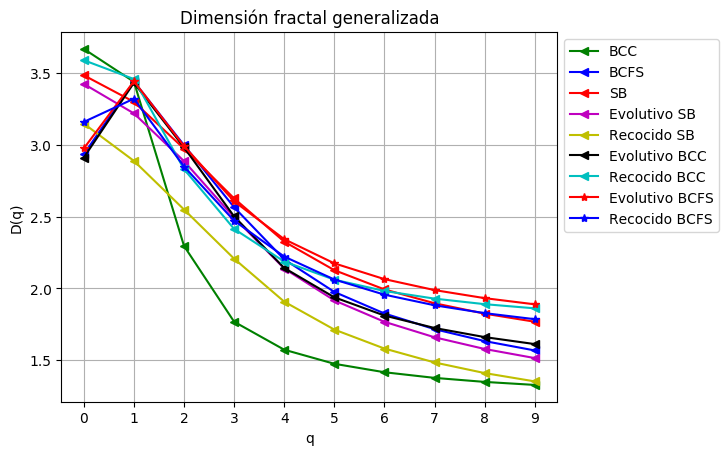 Dimensión fractal generalizada
D(q)
3.5
3.0
2.5
2.0
1.5
0 1 2 3 4 5 6 7 8 9
q
BCC
BCFS
SB
Evolutivo SB
Recocido SB
Evolutivo BCC
Recocido BCC
Evolutivo BCFS
Recocido BCFS